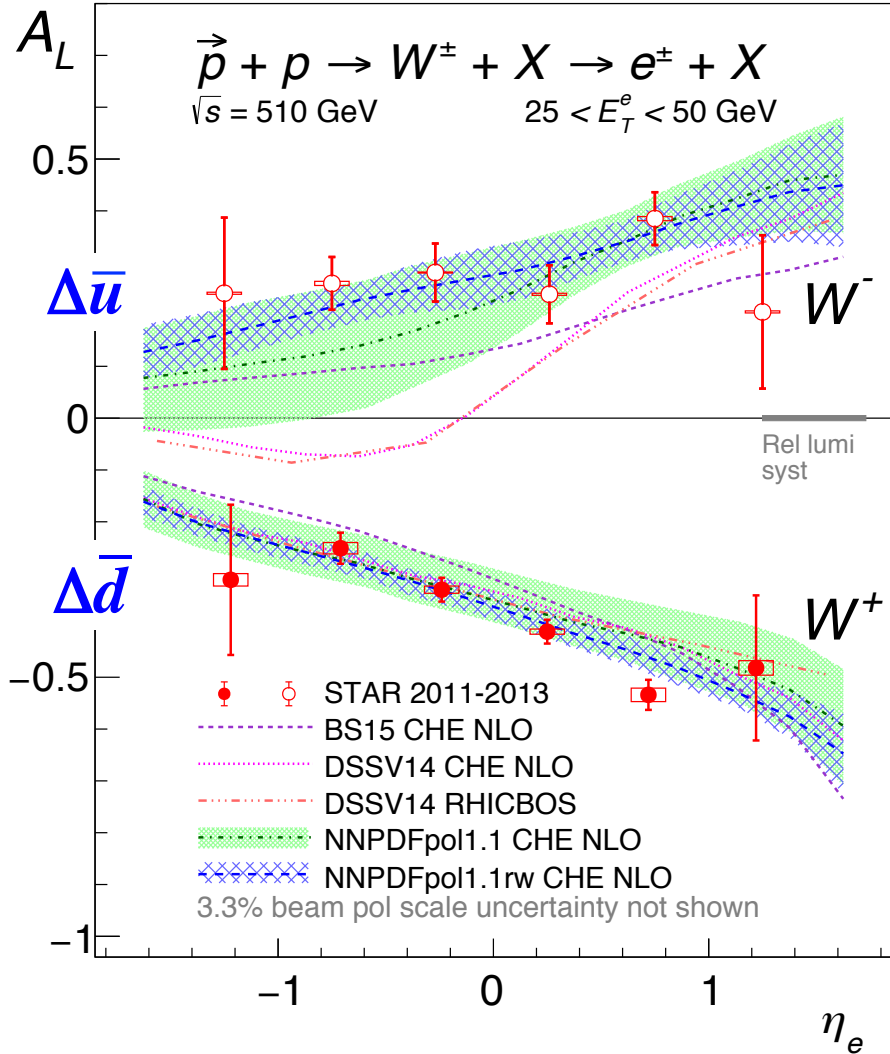 A_L
p⃗ + p → W^± + X → e^± + X
√s = 510 GeV
25 < E_T^e < 50 GeV
0.5
Δu̅
W^-
0
Rel lumi
syst
Δd̅
W^+
−0.5
STAR 2011-2013
BS15 CHE NLO
DSSV14 CHE NLO
DSSV14 RHICBOS
NNPDFpol1.1 CHE NLO
NNPDFpol1.1rw CHE NLO
3.3% beam pol scale uncertainty not shown
−1
−1 0 1
η_e